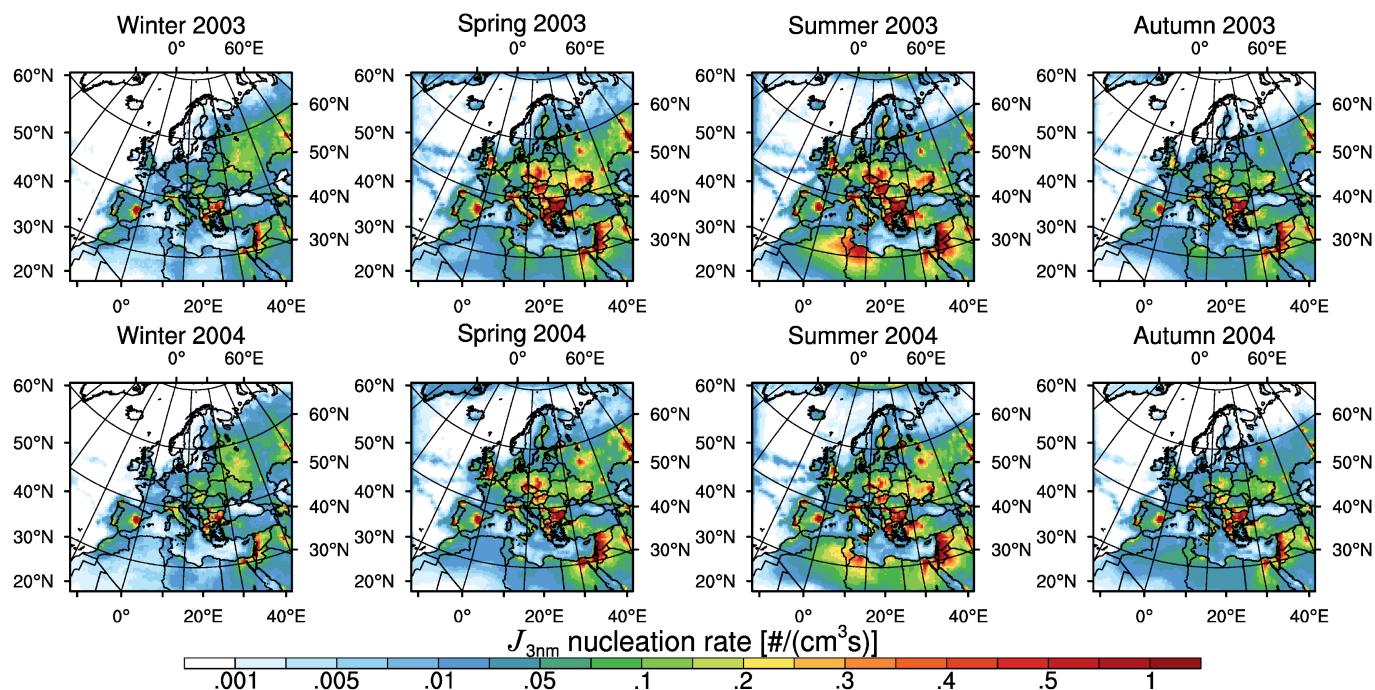 Winter 2003 Spring 2003 Summer 2003 Autumn 2003
0° 60°E 0° 60°E 0° 60°E 0° 60°E
60°N 60°N 60°N 60°N
60°N 60°N 60°N 60°N
50°N 50°N 50°N 50°N
50°N 50°N 50°N 50°N
40°N 40°N 40°N 40°N
40°N 40°N 40°N 40°N
30°N 30°N 30°N 30°N
30°N 30°N 30°N 30°N
20°N 20°N 20°N 20°N
0° 20°E 40°E 0° 20°E 40°E 0° 20°E 40°E 0° 20°E 40°E
Winter 2004 Spring 2004 Summer 2004 Autumn 2004
0° 60°E 0° 60°E 0° 60°E 0° 60°E
60°N 60°N 60°N 60°N
60°N 60°N 60°N 60°N
50°N 50°N 50°N 50°N
50°N 50°N 50°N 50°N
40°N 40°N 40°N 40°N
40°N 40°N 40°N 40°N
30°N 30°N 30°N 30°N
30°N 30°N 30°N 30°N
20°N 20°N 20°N 20°N
0° 20°E 40°E 0° 20°E 40°E 0° 20°E 40°E 0° 20°E 40°E
J3nm nucleation rate [#/(cm³s)]
.001 .005 .01 .05 .1 .2 .3 .4 .5 1